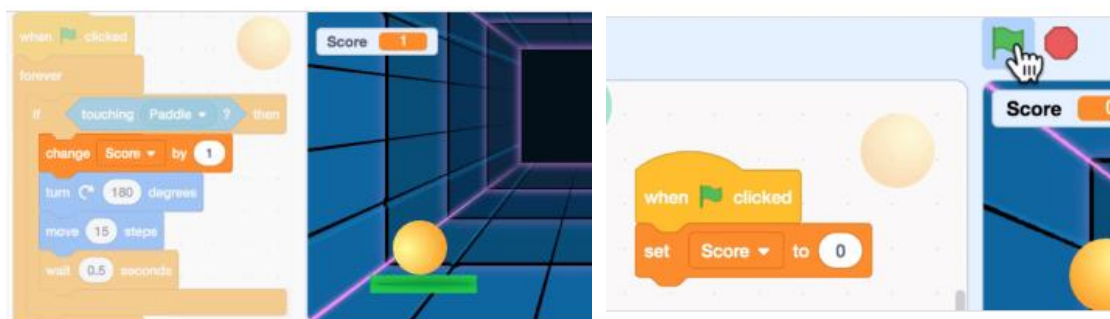 when clicked
forever
if touching Paddle ? then
change Score by 1
turn 180 degrees
move 15 steps
wait 0.5 seconds
Score 1
when clicked
set Score to 0
Score